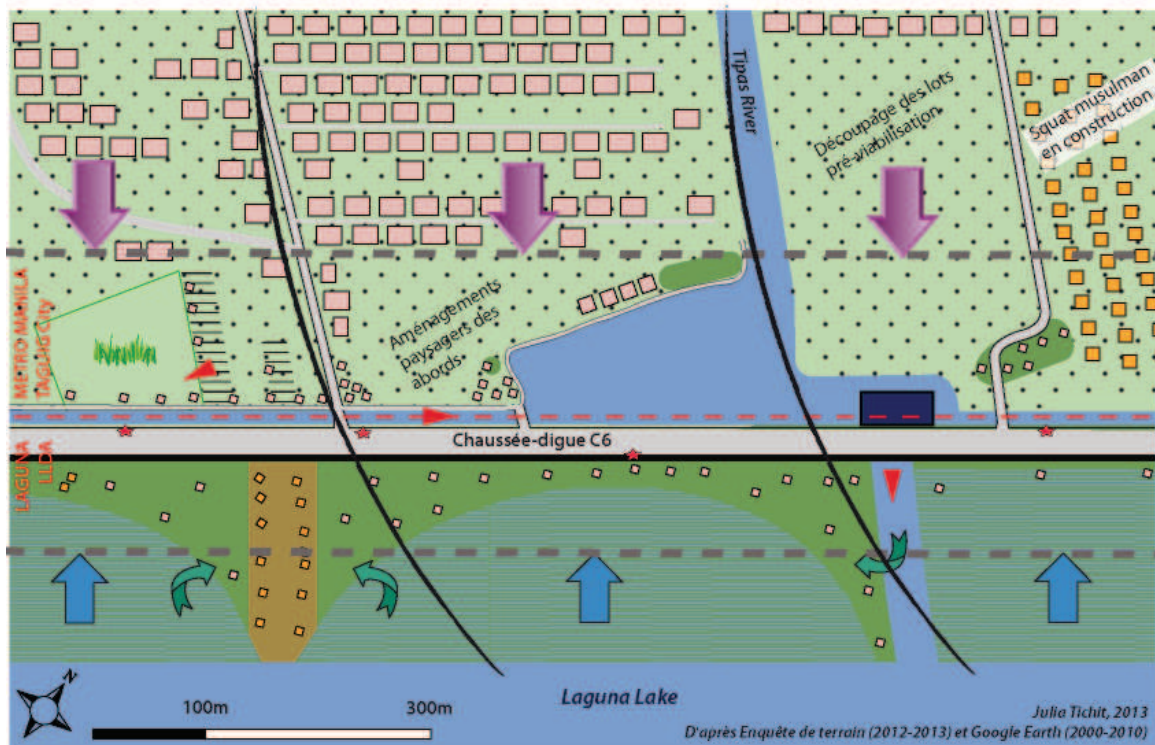 Tipas River
Découpage des lots
pré-viabilisation
Squat musulman
en construction
Aménagements
paysagers des
abords
METRO MANILA
TAGUIG City
Chaussée-digue C6
LAGUNA
LLDA
N
100m
300m
Laguna Lake
Julia Tichit, 2013
D'après Enquête de terrain (2012-2013) et Google Earth (2000-2010)